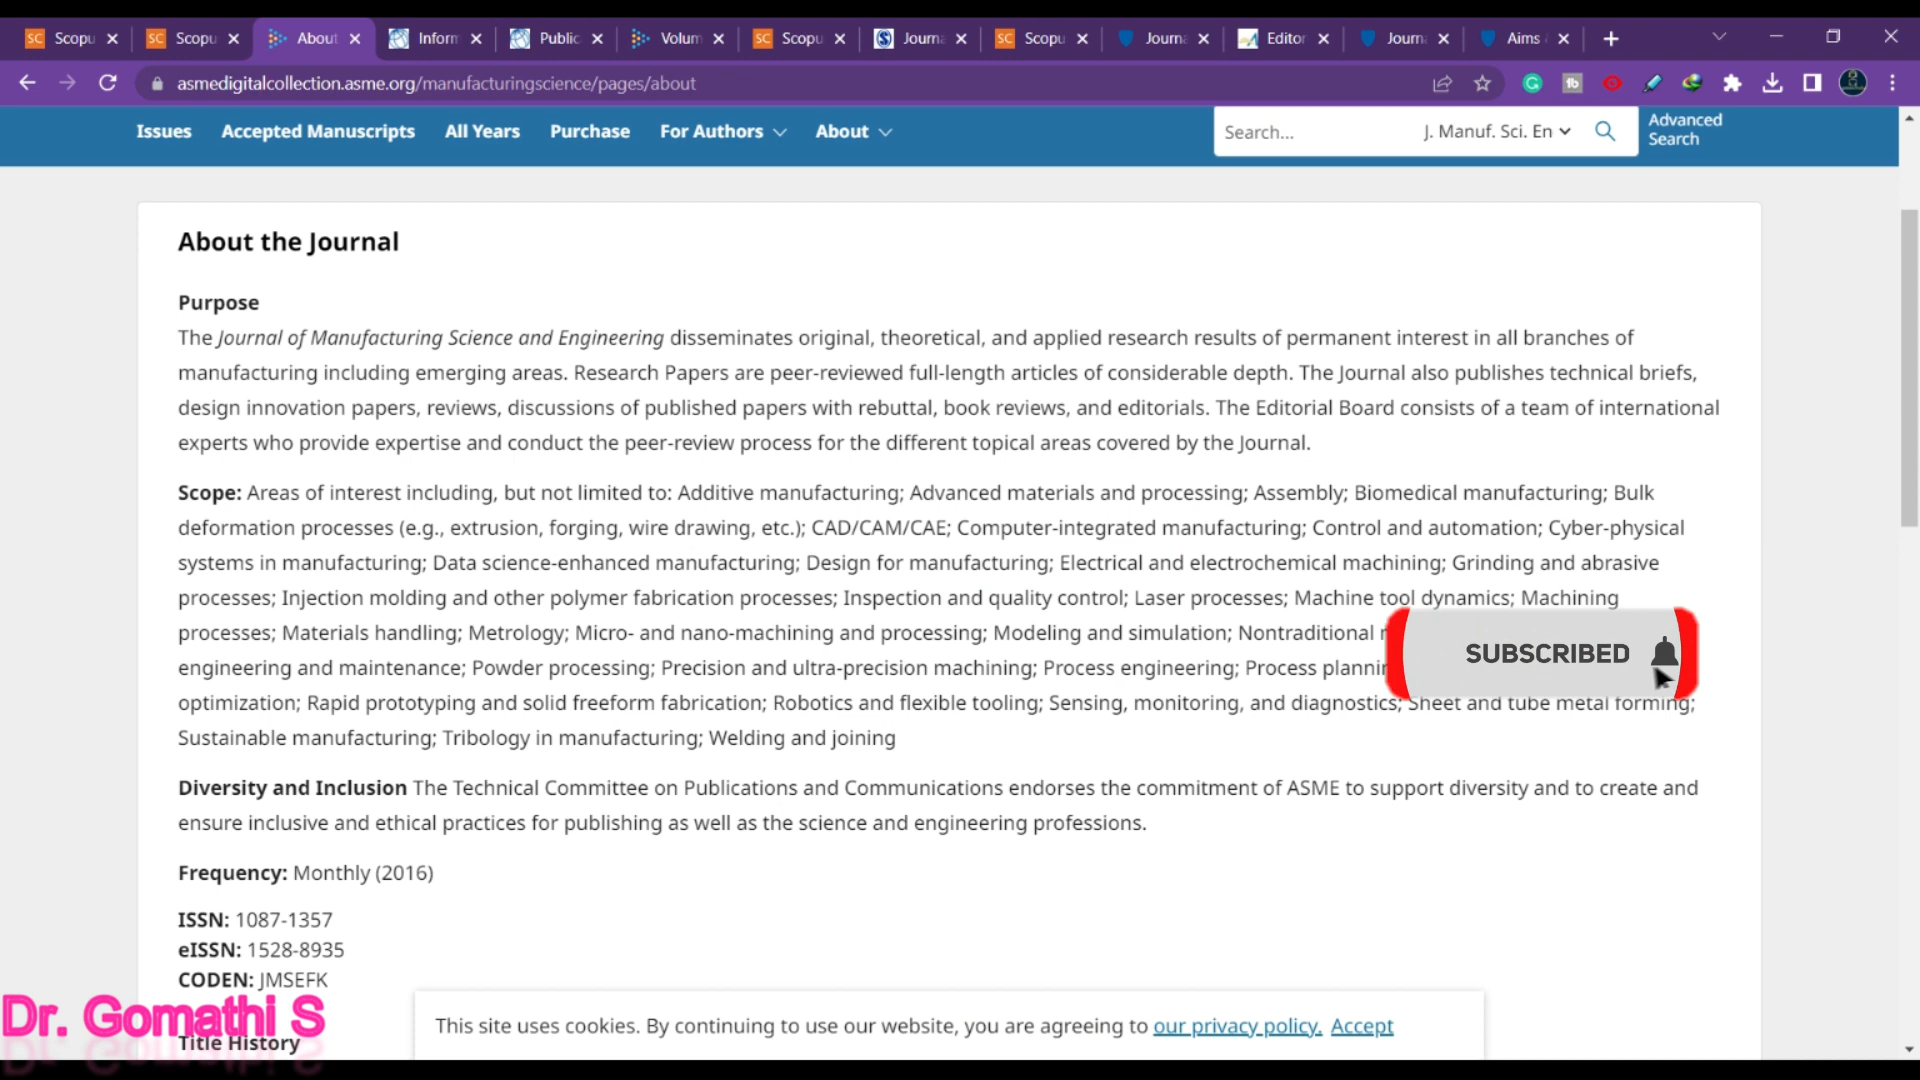 Scopu Scopu About Inform Public Volum Scopu Journa Scopu Journa Editor Journa Aims
asmedigitalcollection.asme.org/manufacturingscience/pages/about
Issues Accepted Manuscripts All Years Purchase For Authors About Search... J. Manuf. Sci. En Advanced Search
About the Journal
Purpose
The Journal of Manufacturing Science and Engineering disseminates original, theoretical, and applied research results of permanent interest in all branches of
manufacturing including emerging areas. Research Papers are peer-reviewed full-length articles of considerable depth. The Journal also publishes technical briefs,
design innovation papers, reviews, discussions of published papers with rebuttal, book reviews, and editorials. The Editorial Board consists of a team of international
experts who provide expertise and conduct the peer-review process for the different topical areas covered by the Journal.
Scope: Areas of interest including, but not limited to: Additive manufacturing; Advanced materials and processing; Assembly; Biomedical manufacturing; Bulk
deformation processes (e.g., extrusion, forging, wire drawing, etc.); CAD/CAM/CAE; Computer-integrated manufacturing; Control and automation; Cyber-physical
systems in manufacturing; Data science-enhanced manufacturing; Design for manufacturing; Electrical and electrochemical machining; Grinding and abrasive
processes; Injection molding and other polymer fabrication processes; Inspection and quality control; Laser processes; Machine tool dynamics; Machining
processes; Materials handling; Metrology; Micro- and nano-machining and processing; Modeling and simulation; Nontraditional
engineering and maintenance; Powder processing; Precision and ultra-precision machining; Process engineering; Process
SUBSCRIBED
optimization; Rapid prototyping and solid freeform fabrication; Robotics and flexible tooling; Sensing, monitoring, and diagnostics; Sheet and tube metal forming;
Sustainable manufacturing; Tribology in manufacturing; Welding and joining
Diversity and Inclusion The Technical Committee on Publications and Communications endorses the commitment of ASME to support diversity and to create and
ensure inclusive and ethical practices for publishing as well as the science and engineering professions.
Frequency: Monthly (2016)
ISSN: 1087-1357
eISSN: 1528-8935
CODEN: JMSEFK
Dr. Gomathi S
Title History
This site uses cookies. By continuing to use our website, you are agreeing to our privacy policy. Accept